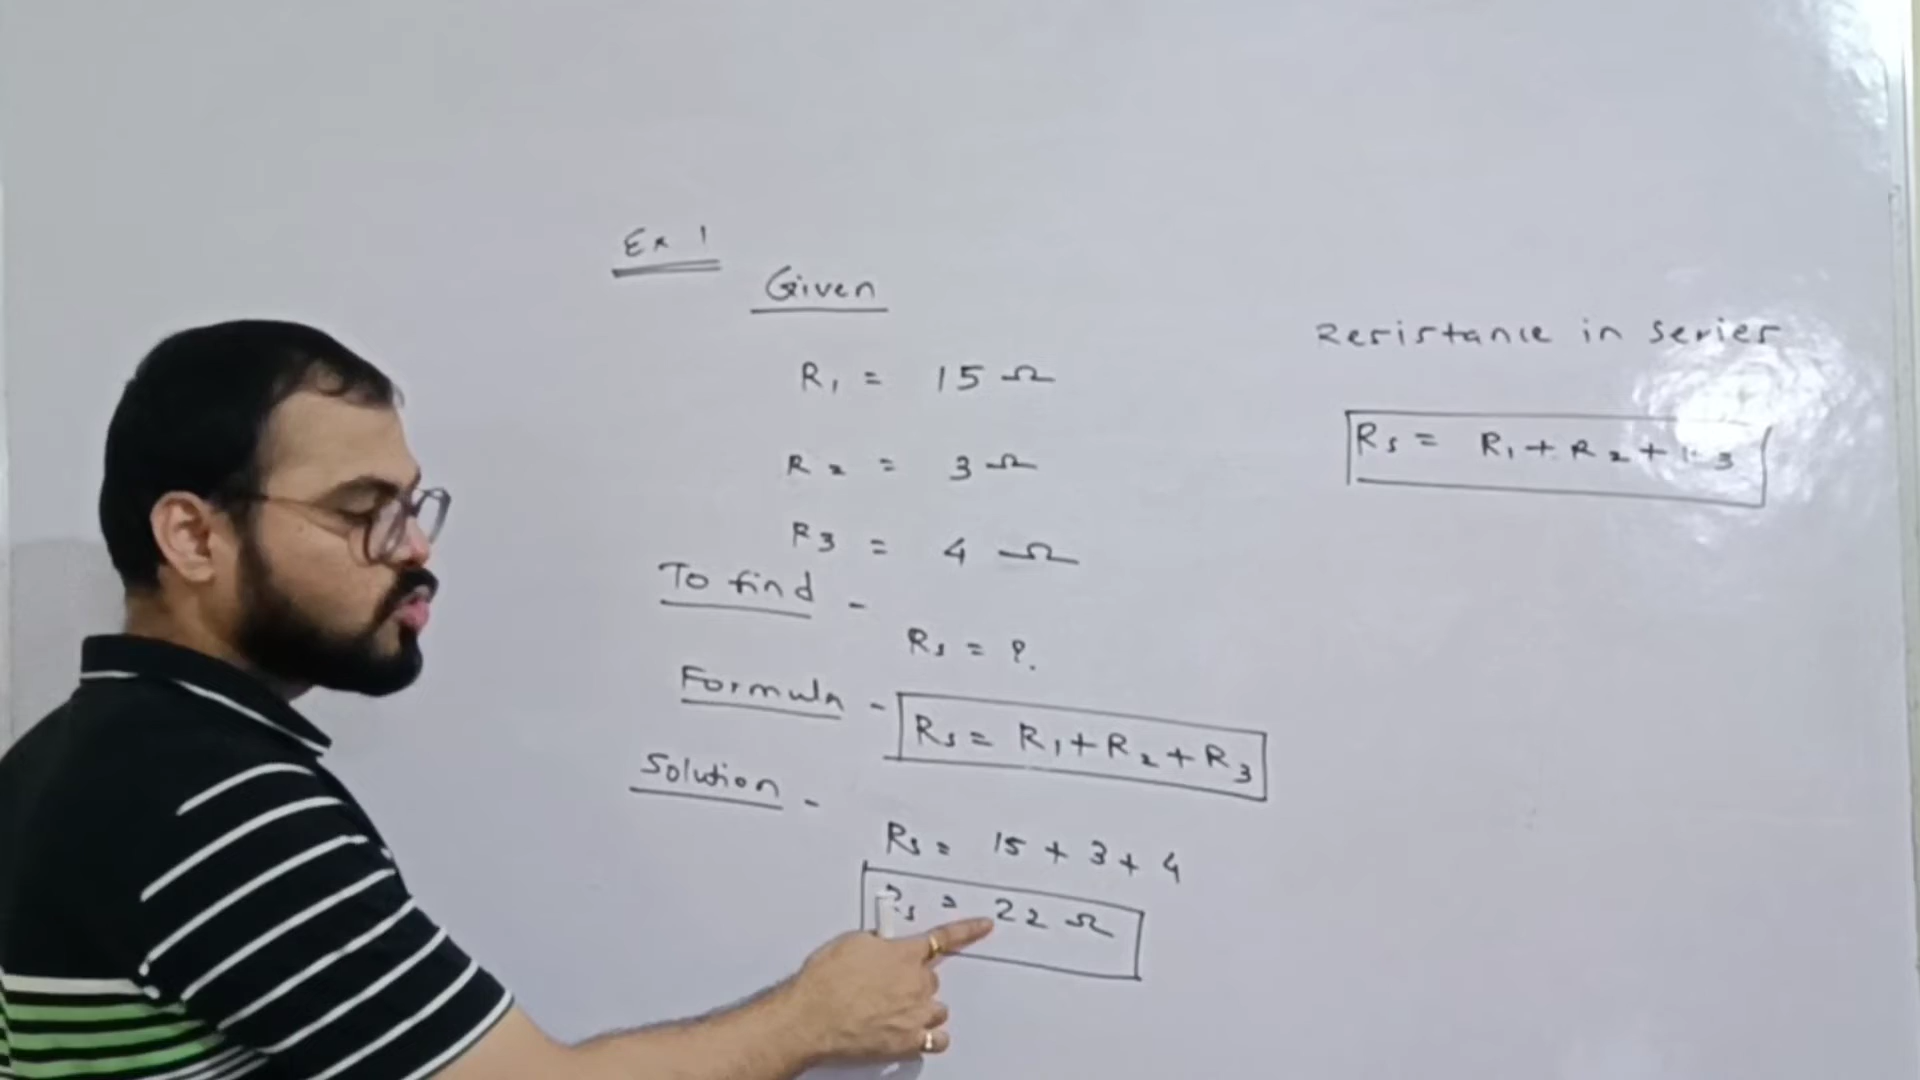 Ex 1
Given
R1 = 15 Ω
R2 = 3 Ω
R3 = 4 Ω
To find -
Rs = ?.
Formula - Rs = R1 + R2 + R3
Solution -
Rs = 15 + 3 + 4
Rs = 22 Ω
Resistance in series
Rs = R1 + R2 + R3